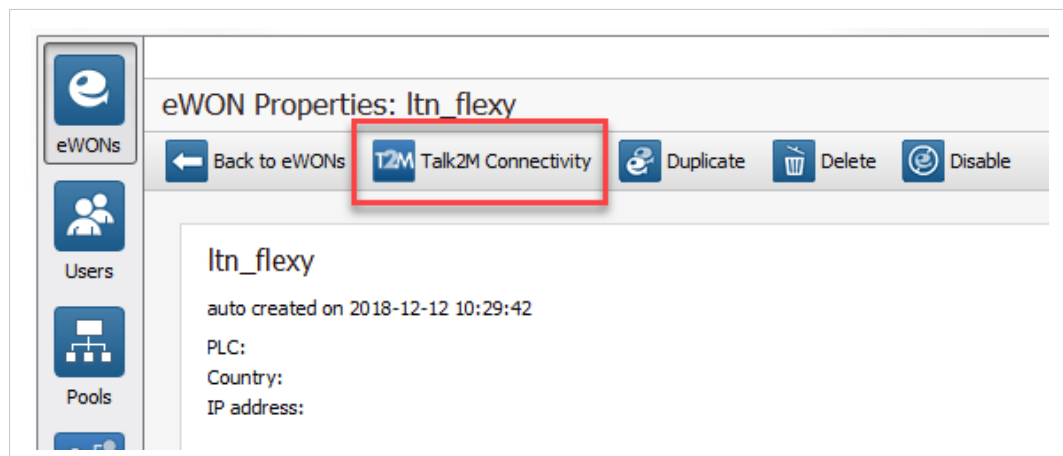 eWON Properties: ltn_flexy
eWONs
Back to eWONs T2M Talk2M Connectivity Duplicate Delete Disable
Users
ltn_flexy
auto created on 2018-12-12 10:29:42
PLC:
Country:
Pools
IP address: